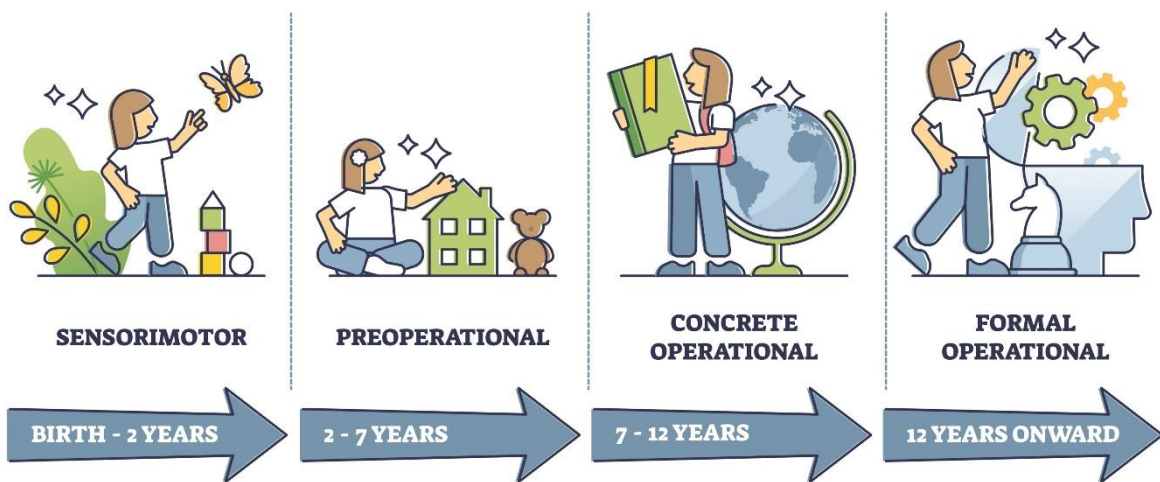 SENSORIMOTOR
PREOPERATIONAL
CONCRETE
OPERATIONAL
FORMAL
OPERATIONAL
BIRTH - 2 YEARS
2 - 7 YEARS
7 - 12 YEARS
12 YEARS ONWARD